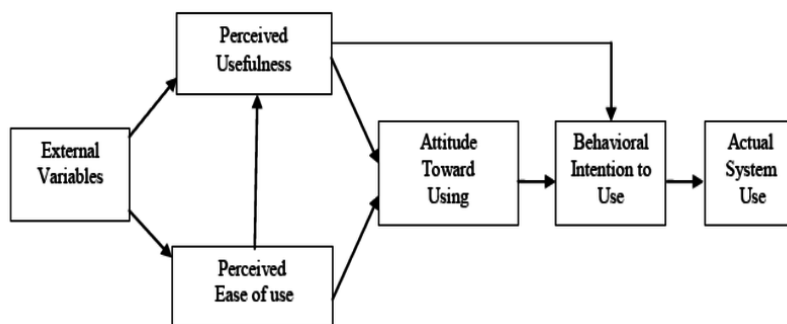 Perceived
Usefulness
External
Variables
Perceived
Ease of use
Attitude
Toward
Using
Behavioral
Intention to
Use
Actual
System
Use